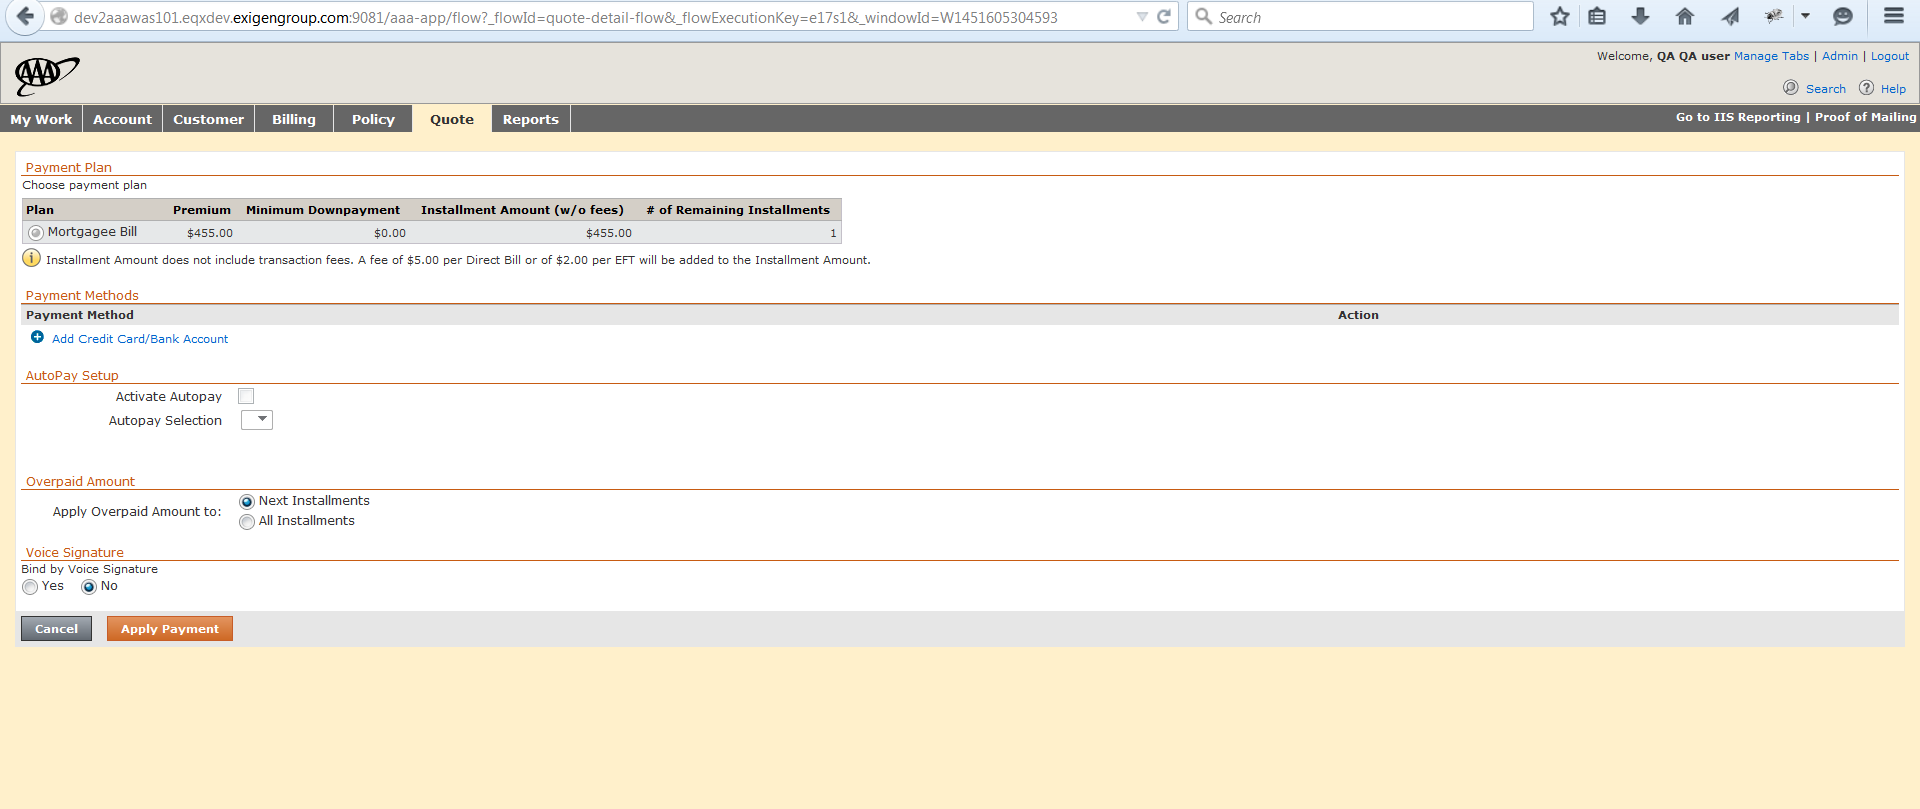 dev2aaawas101.eqxdev.exigengroup.com:9081/aaa-app/flow?_flowId=quote-detail-flow&_flowExecutionKey=e17s1&_windowId=W1451605304593 Search
AAA
Welcome, QA QA user Manage Tabs | Admin | Logout
Search Help
My Work Account Customer Billing Policy Quote Reports Go to IIS Reporting | Proof of Mailing
Payment Plan
Choose payment plan
Plan Premium Minimum Downpayment Installment Amount (w/o fees) # of Remaining Installments
Mortgagee Bill $455.00 $0.00 $455.00 1
Installment Amount does not include transaction fees. A fee of $5.00 per Direct Bill or of $2.00 per EFT will be added to the Installment Amount.
Payment Methods
Payment Method Action
Add Credit Card/Bank Account
AutoPay Setup
Activate Autopay
Autopay Selection
Overpaid Amount
Apply Overpaid Amount to: Next Installments
All Installments
Voice Signature
Bind by Voice Signature
Yes No
Cancel Apply Payment